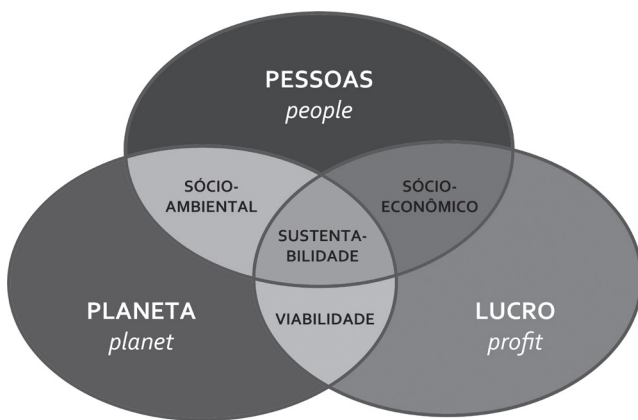 PESSOAS
people
SÓCIO-
AMBIENTAL
SÓCIO-
ECONÔMICO
SUSTENTA-
BILIDADE
PLANETA
planet
VIABILIDADE
LUCRO
profit